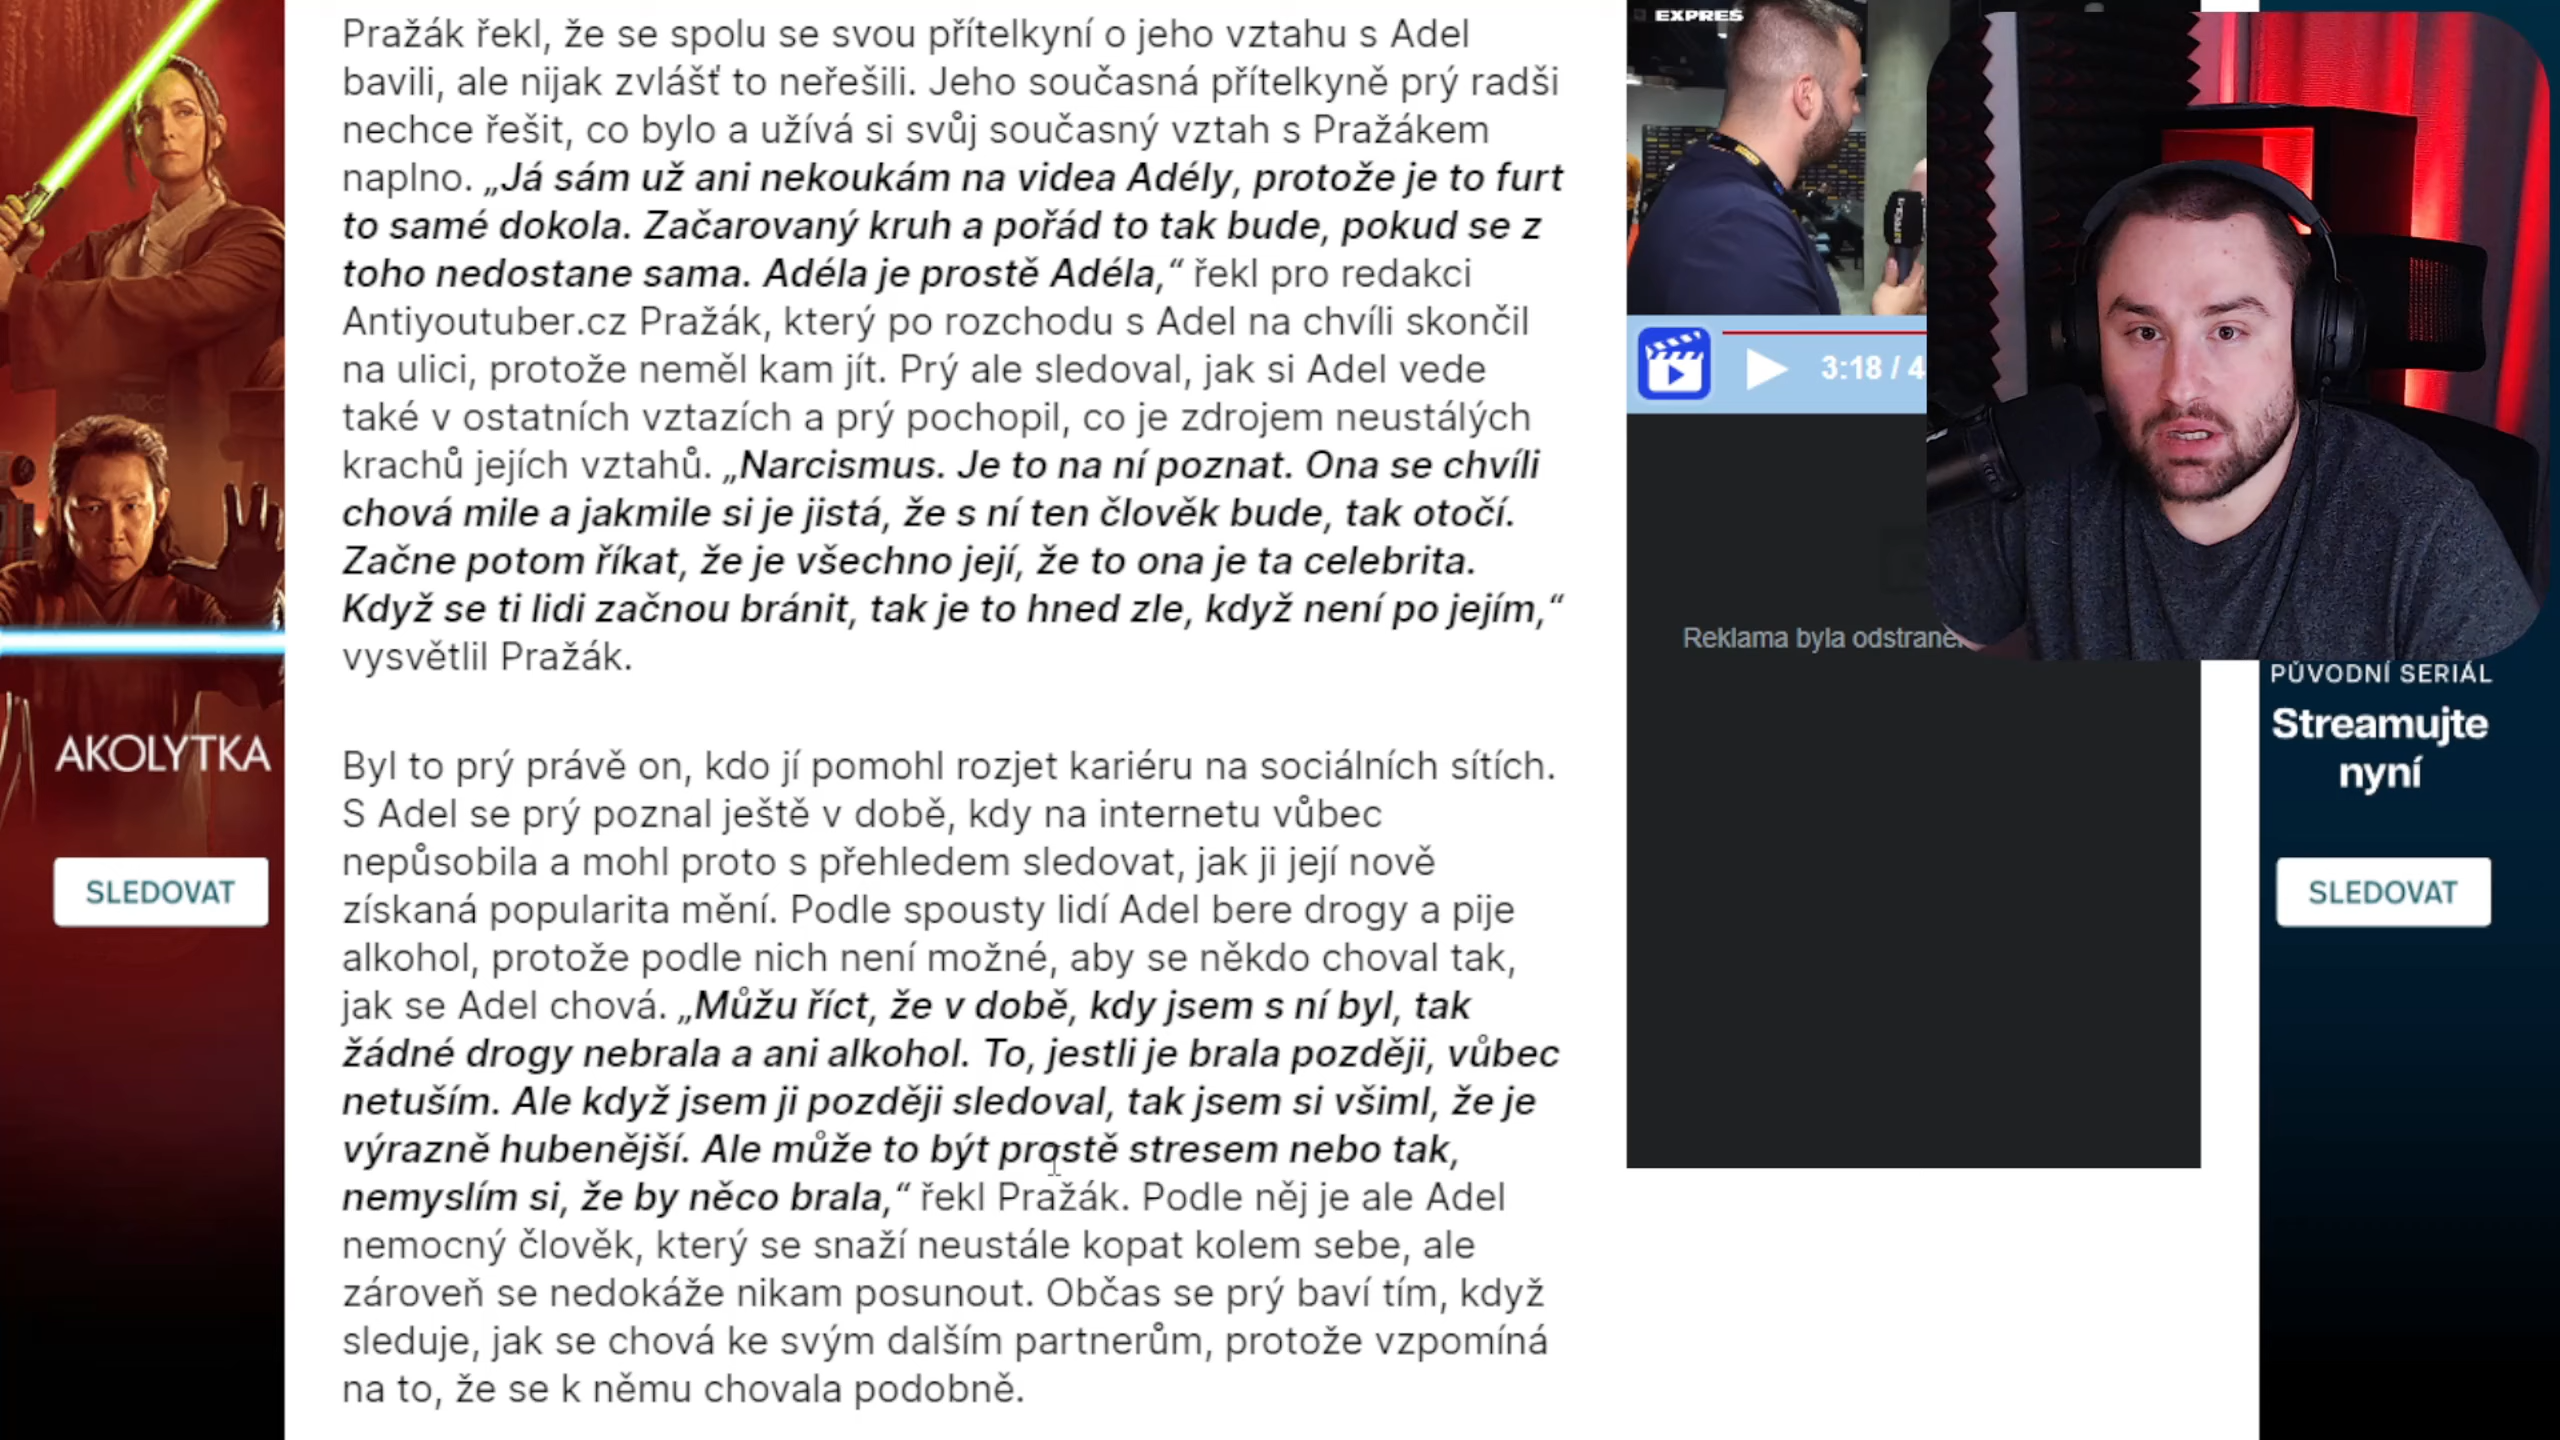 Pražák řekl, že se spolu se svou přítelkyní o jeho vztahu s Adel
bavili, ale nijak zvlášť to neřešili. Jeho současná přítelkyně prý radši
nechce řešit, co bylo a užívá si svůj současný vztah s Pražákem
naplno. „Já sám už ani nekoukám na videa Adély, protože je to furt
to samé dokola. Začarovaný kruh a pořád to tak bude, pokud se z
toho nedostane sama. Adéla je prostě Adéla,“ řekl pro redakci
Antiyoutuber.cz Pražák, který po rozchodu s Adel na chvíli skončil
na ulici, protože neměl kam jít. Prý ale sledoval, jak si Adel vede
také v ostatních vztazích a prý pochopil, co je zdrojem neustálých
krachů jejích vztahů. „Narcismus. Je to na ní poznat. Ona se chvíli
chová mile a jakmile si je jistá, že s ní ten člověk bude, tak otočí.
Začne potom říkat, že je všechno její, že to ona je ta celebrita.
Když se ti lidi začnou bránit, tak je to hned zle, když není po jejím,“
vysvětlil Pražák.
Byl to prý právě on, kdo jí pomohl rozjet kariéru na sociálních sítích.
S Adel se prý poznal ještě v době, kdy na internetu vůbec
nepůsobila a mohl proto s přehledem sledovat, jak ji její nově
získaná popularita mění. Podle spousty lidí Adel bere drogy a pije
alkohol, protože podle nich není možné, aby se někdo choval tak,
jak se Adel chová. „Můžu říct, že v době, kdy jsem s ní byl, tak
žádné drogy nebrala a ani alkohol. To, jestli je brala později, vůbec
netuším. Ale když jsem ji později sledoval, tak jsem si všiml, že je
výrazně hubenější. Ale může to být prostě stresem nebo tak,
nemyslím si, že by něco brala,“ řekl Pražák. Podle něj je ale Adel
nemocný člověk, který se snaží neustále kopat kolem sebe, ale
zároveň se nedokáže nikam posunout. Občas se prý baví tím, když
sleduje, jak se chová ke svým dalším partnerům, protože vzpomíná
na to, že se k němu chovala podobně.
AKOLYTKA
SLEDOVAT
EXPRES
3:18 / 4
Reklama byla odstraně
PŮVODNÍ SERIÁL
Streamujte
nyní
SLEDOVAT